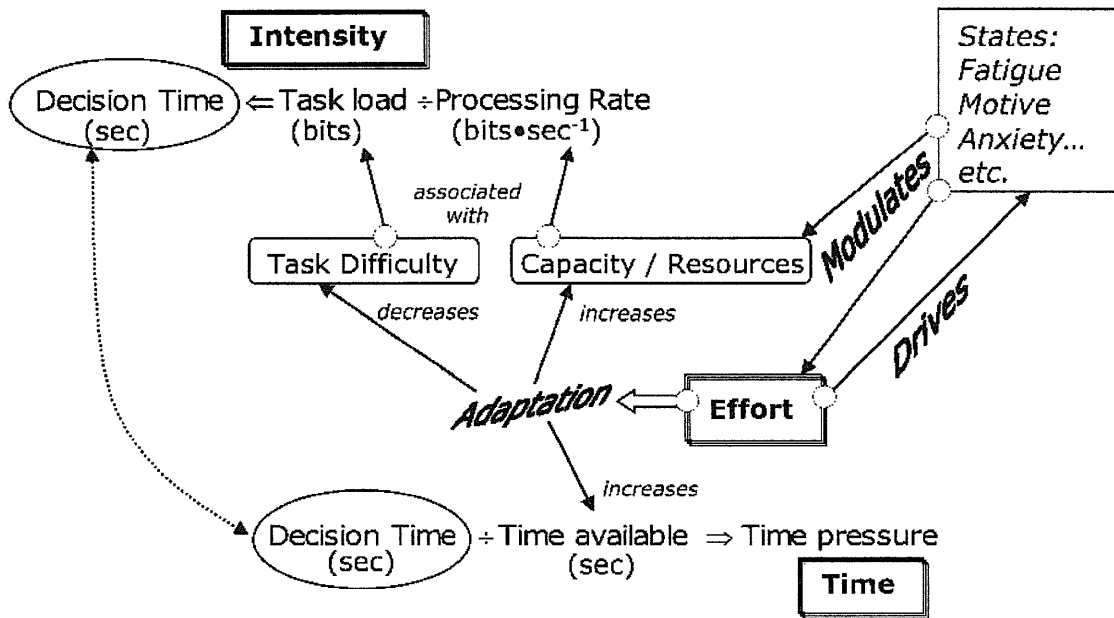 Intensity
States:
Fatigue
Motive
Anxiety...
etc.
Decision Time ⇐ Task load ÷ Processing Rate
(sec) (bits) (bits•sec⁻¹)
associated
with
Modulates
Task Difficulty
Capacity / Resources
decreases
increases
Drives
Adaptation
Effort
increases
Decision Time ÷ Time available ⇒ Time pressure
(sec) (sec)
Time